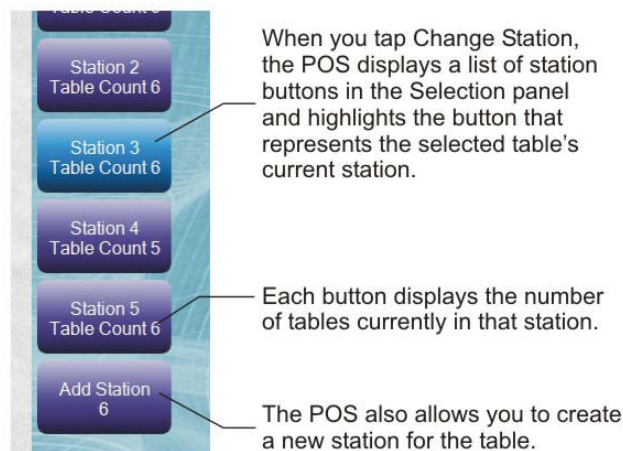 Station 2
Table Count 6
Station 3
Table Count 6
Station 4
Table Count 5
Station 5
Table Count 6
Add Station
6
When you tap Change Station,
the POS displays a list of station
buttons in the Selection panel
and highlights the button that
represents the selected table's
current station.
Each button displays the number
of tables currently in that station.
The POS also allows you to create
a new station for the table.